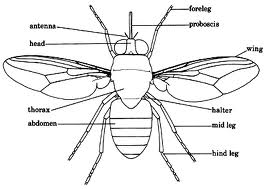 foreleg
antenna
proboscis
head
wing
thorax
halter
abdomen
mid leg
hind leg